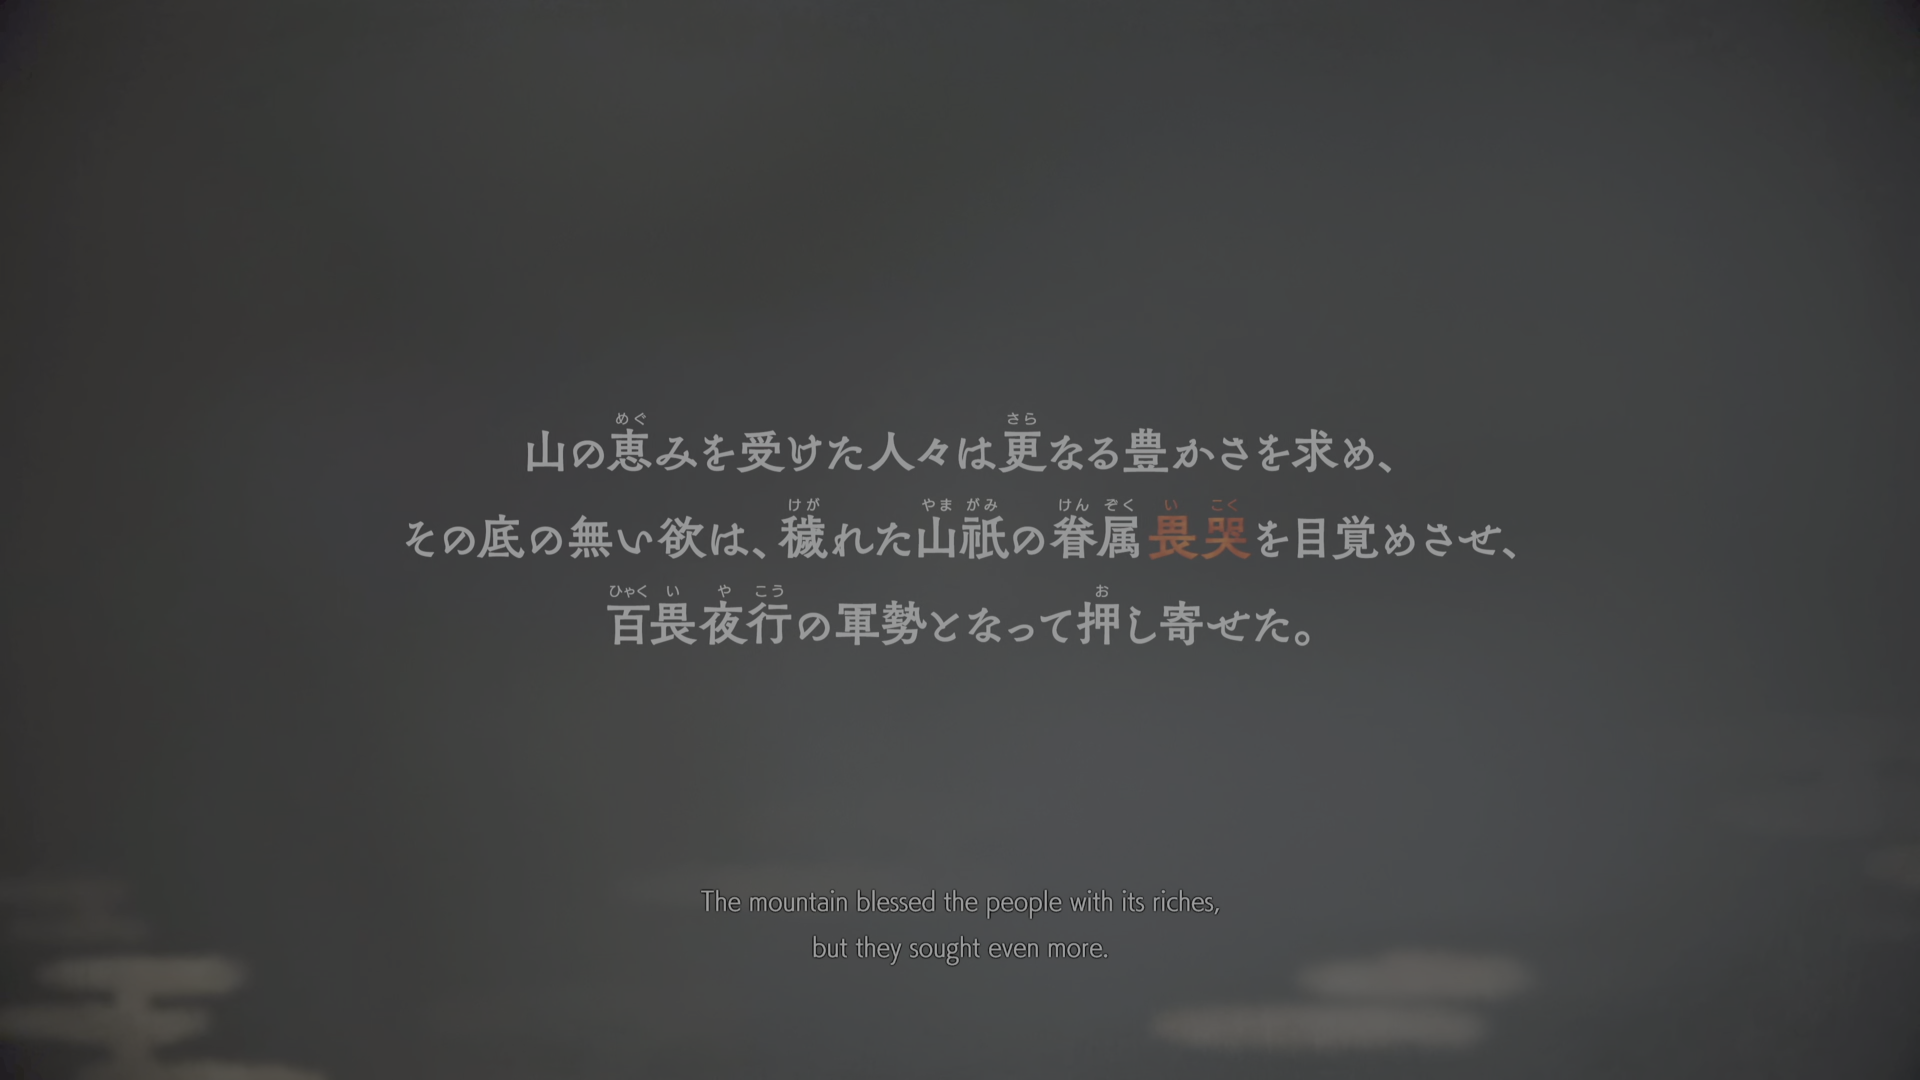 山の恵みを受けた人々は更なる豊かさを求め、
その底の無い欲は、穢れた山祇の眷属畏哭を目覚めさせ、
百畏夜行の軍勢となって押し寄せた。
The mountain blessed the people with its riches,
but they sought even more.